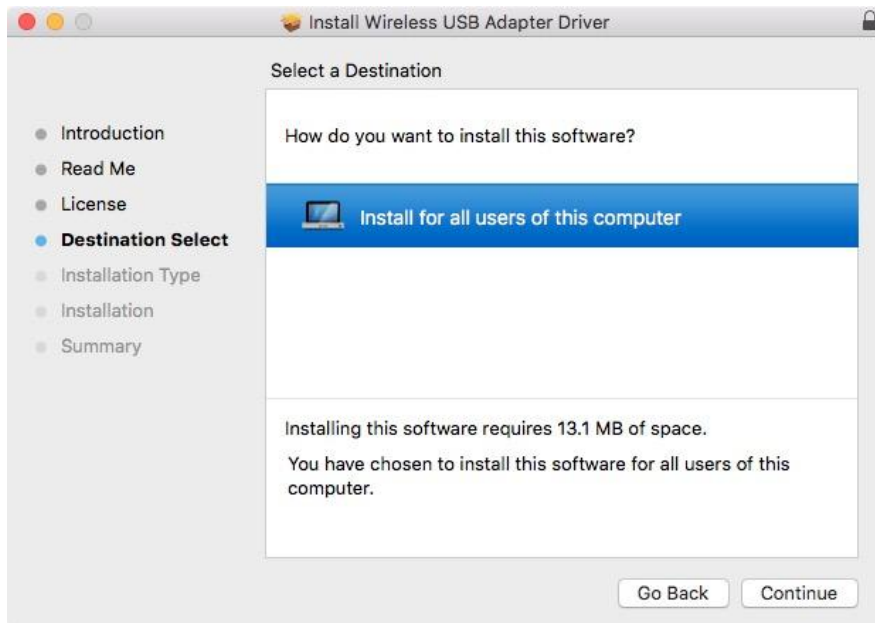 Install Wireless USB Adapter Driver
Select a Destination
Introduction
Read Me
License
Destination Select
Installation Type
Installation
Summary
How do you want to install this software?
Install for all users of this computer
Installing this software requires 13.1 MB of space.
You have chosen to install this software for all users of this
computer.
Go Back
Continue